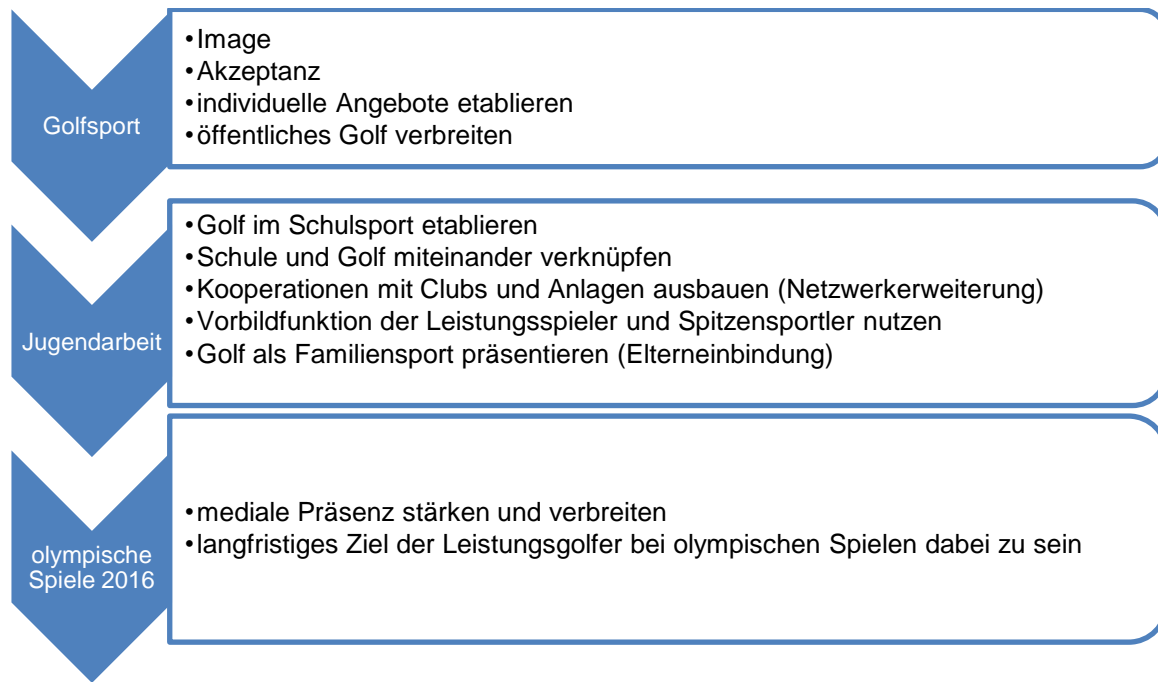 Golfsport
•Image
•Akzeptanz
•individuelle Angebote etablieren
•öffentliches Golf verbreiten
Jugendarbeit
•Golf im Schulsport etablieren
•Schule und Golf miteinander verknüpfen
•Kooperationen mit Clubs und Anlagen ausbauen (Netzwerkerweiterung)
•Vorbildfunktion der Leistungsspieler und Spitzensportler nutzen
•Golf als Familiensport präsentieren (Elterneinbindung)
olympische
Spiele 2016
•mediale Präsenz stärken und verbreiten
•langfristiges Ziel der Leistungsgolfer bei olympischen Spielen dabei zu sein